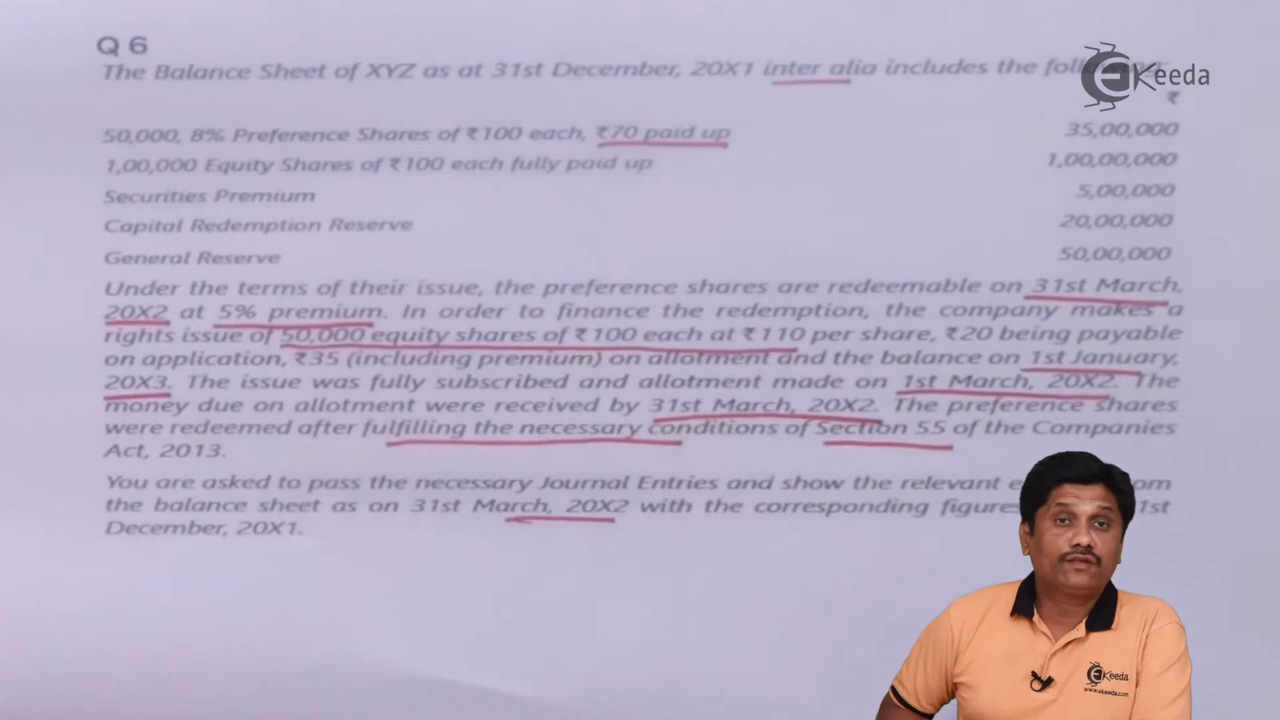 Q 6
The Balance Sheet of XYZ as at 31st December, 20X1 inter alia includes the
Keeda
₹
50,000, 8% Preference Shares of ₹100 each, ₹70 paid up 35,00,000
1,00,000 Equity Shares of ₹100 each fully paid up 1,00,00,000
Securities Premium 5,00,000
Capital Redemption Reserve 20,00,000
General Reserve 50,00,000
Under the terms of their issue, the preference shares are redeemable on 31st March,
20X2 at 5% premium. In order to finance the redemption, the company makes a
rights issue of 50,000 equity shares of ₹100 each at ₹110 per share, ₹20 being payable
on application, ₹35 (including premium) on allotment and the balance on 1st January,
20X3. The issue was fully subscribed and allotment made on 1st March, 20X2. The
money due on allotment were received by 31st March, 20X2. The preference shares
were redeemed after fulfilling the necessary conditions of Section 55 of the Companies
Act, 2013.
You are asked to pass the necessary Journal Entries and show the relevant
the balance sheet as on 31st March, 20X2 with the corresponding figures
December, 20X1.
Keeda
www.ekeeda.com